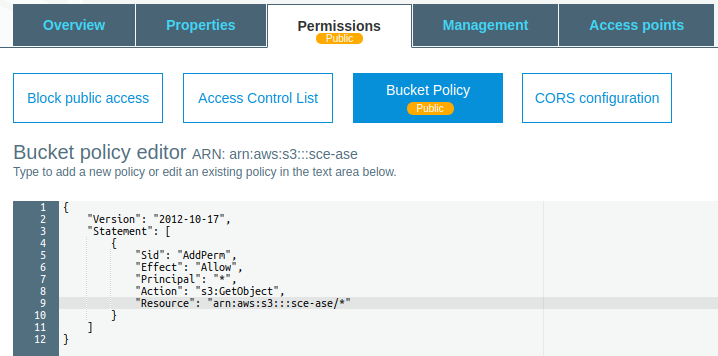 Overview Properties Permissions Management Access points
Public
Block public access Access Control List Bucket Policy CORS configuration
Public
Bucket policy editor ARN: arn:aws:s3:::sce-ase
Type to add a new policy or edit an existing policy in the text area below.
1 {
2 "Version": "2012-10-17",
3 "Statement": [
4 {
5 "Sid": "AddPerm",
6 "Effect": "Allow",
7 "Principal": "*",
8 "Action": "s3:GetObject",
9 "Resource": "arn:aws:s3:::sce-ase/*"
10 }
11 ]
12 }